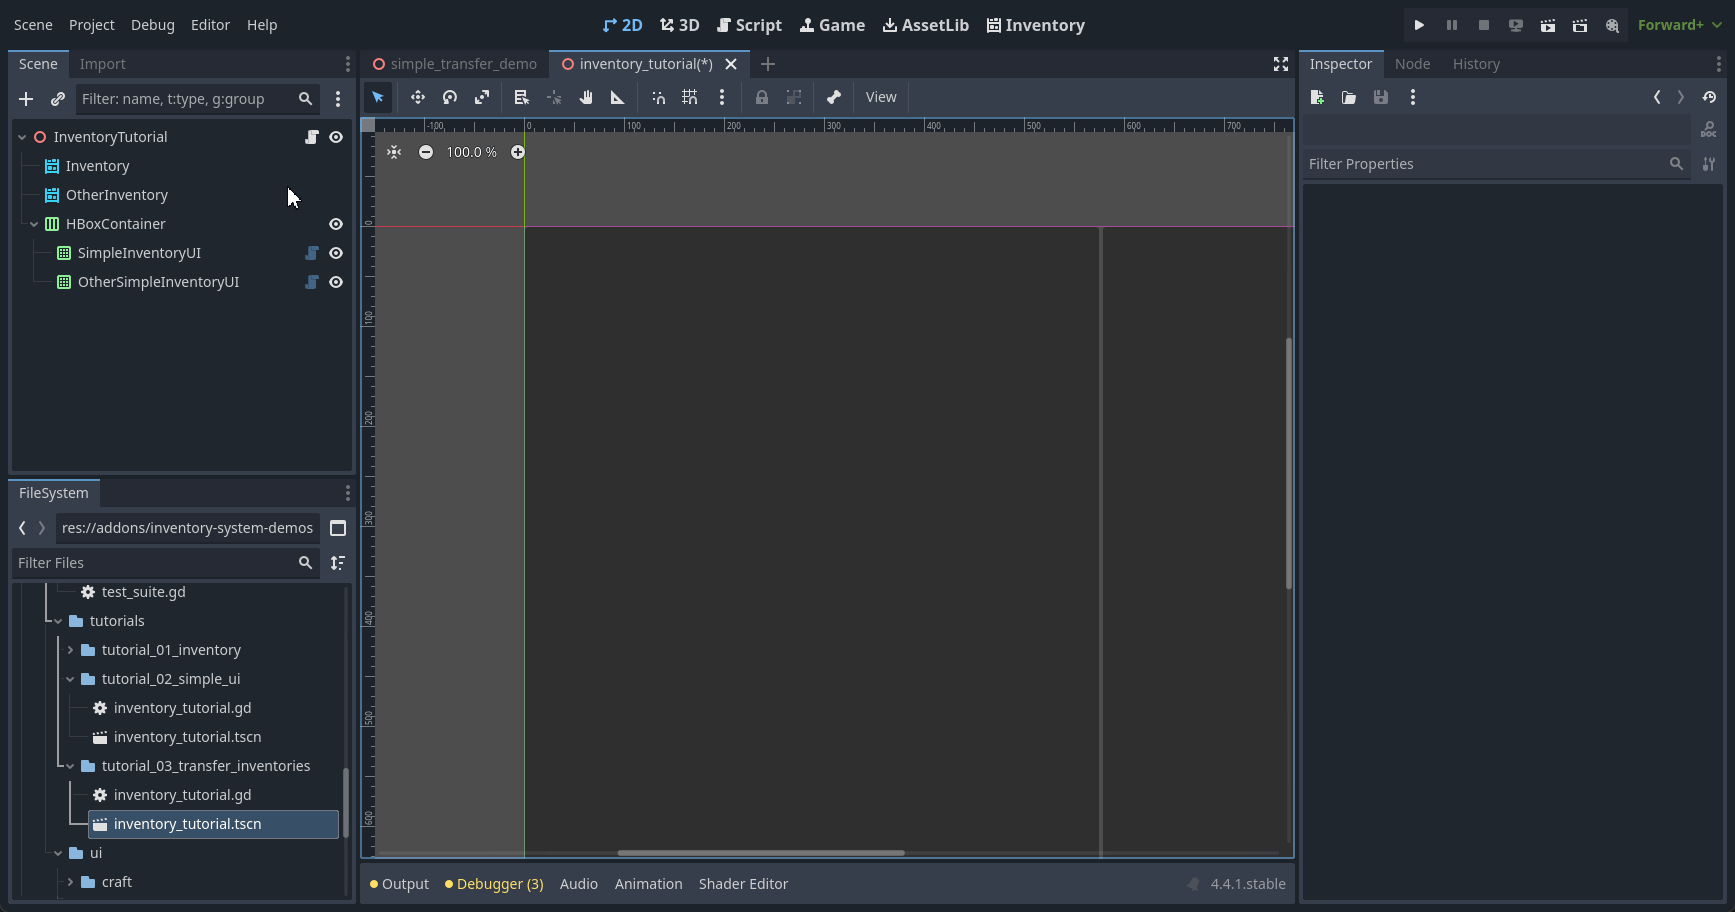 Scene Project Debug Editor Help 2D 3D Script Game AssetLib Inventory Forward+
Scene Import
Filter: name, t:type, g:group
InventoryTutorial
Inventory
OtherInventory
HBoxContainer
SimpleInventoryUI
OtherSimpleInventoryUI
FileSystem
res://addons/inventory-system-demos
Filter Files
test_suite.gd
tutorials
tutorial_01_inventory
tutorial_02_simple_ui
inventory_tutorial.gd
inventory_tutorial.tscn
tutorial_03_transfer_inventories
inventory_tutorial.gd
inventory_tutorial.tscn
ui
craft
simple_transfer_demo inventory_tutorial(*)
View
-100 0 100 200 300 400 500 600 700
100.0 %
0
100
200
300
400
500
600
Output Debugger (3) Audio Animation Shader Editor 4.4.1.stable
Inspector Node History
Filter Properties